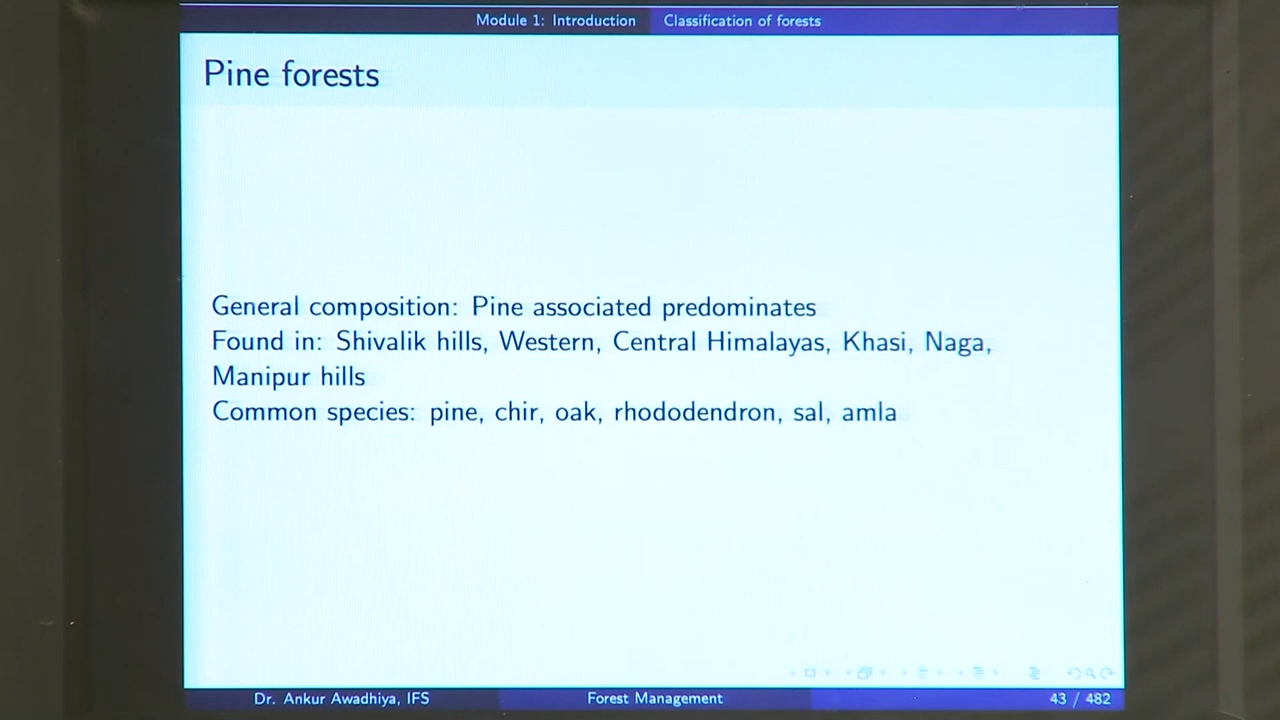 Module 1: Introduction Classification of forests
Pine forests
General composition: Pine associated predominates
Found in: Shivalik hills, Western, Central Himalayas, Khasi, Naga,
Manipur hills
Common species: pine, chir, oak, rhododendron, sal, amla
Dr. Ankur Awadhiya, IFS Forest Management 43 / 482